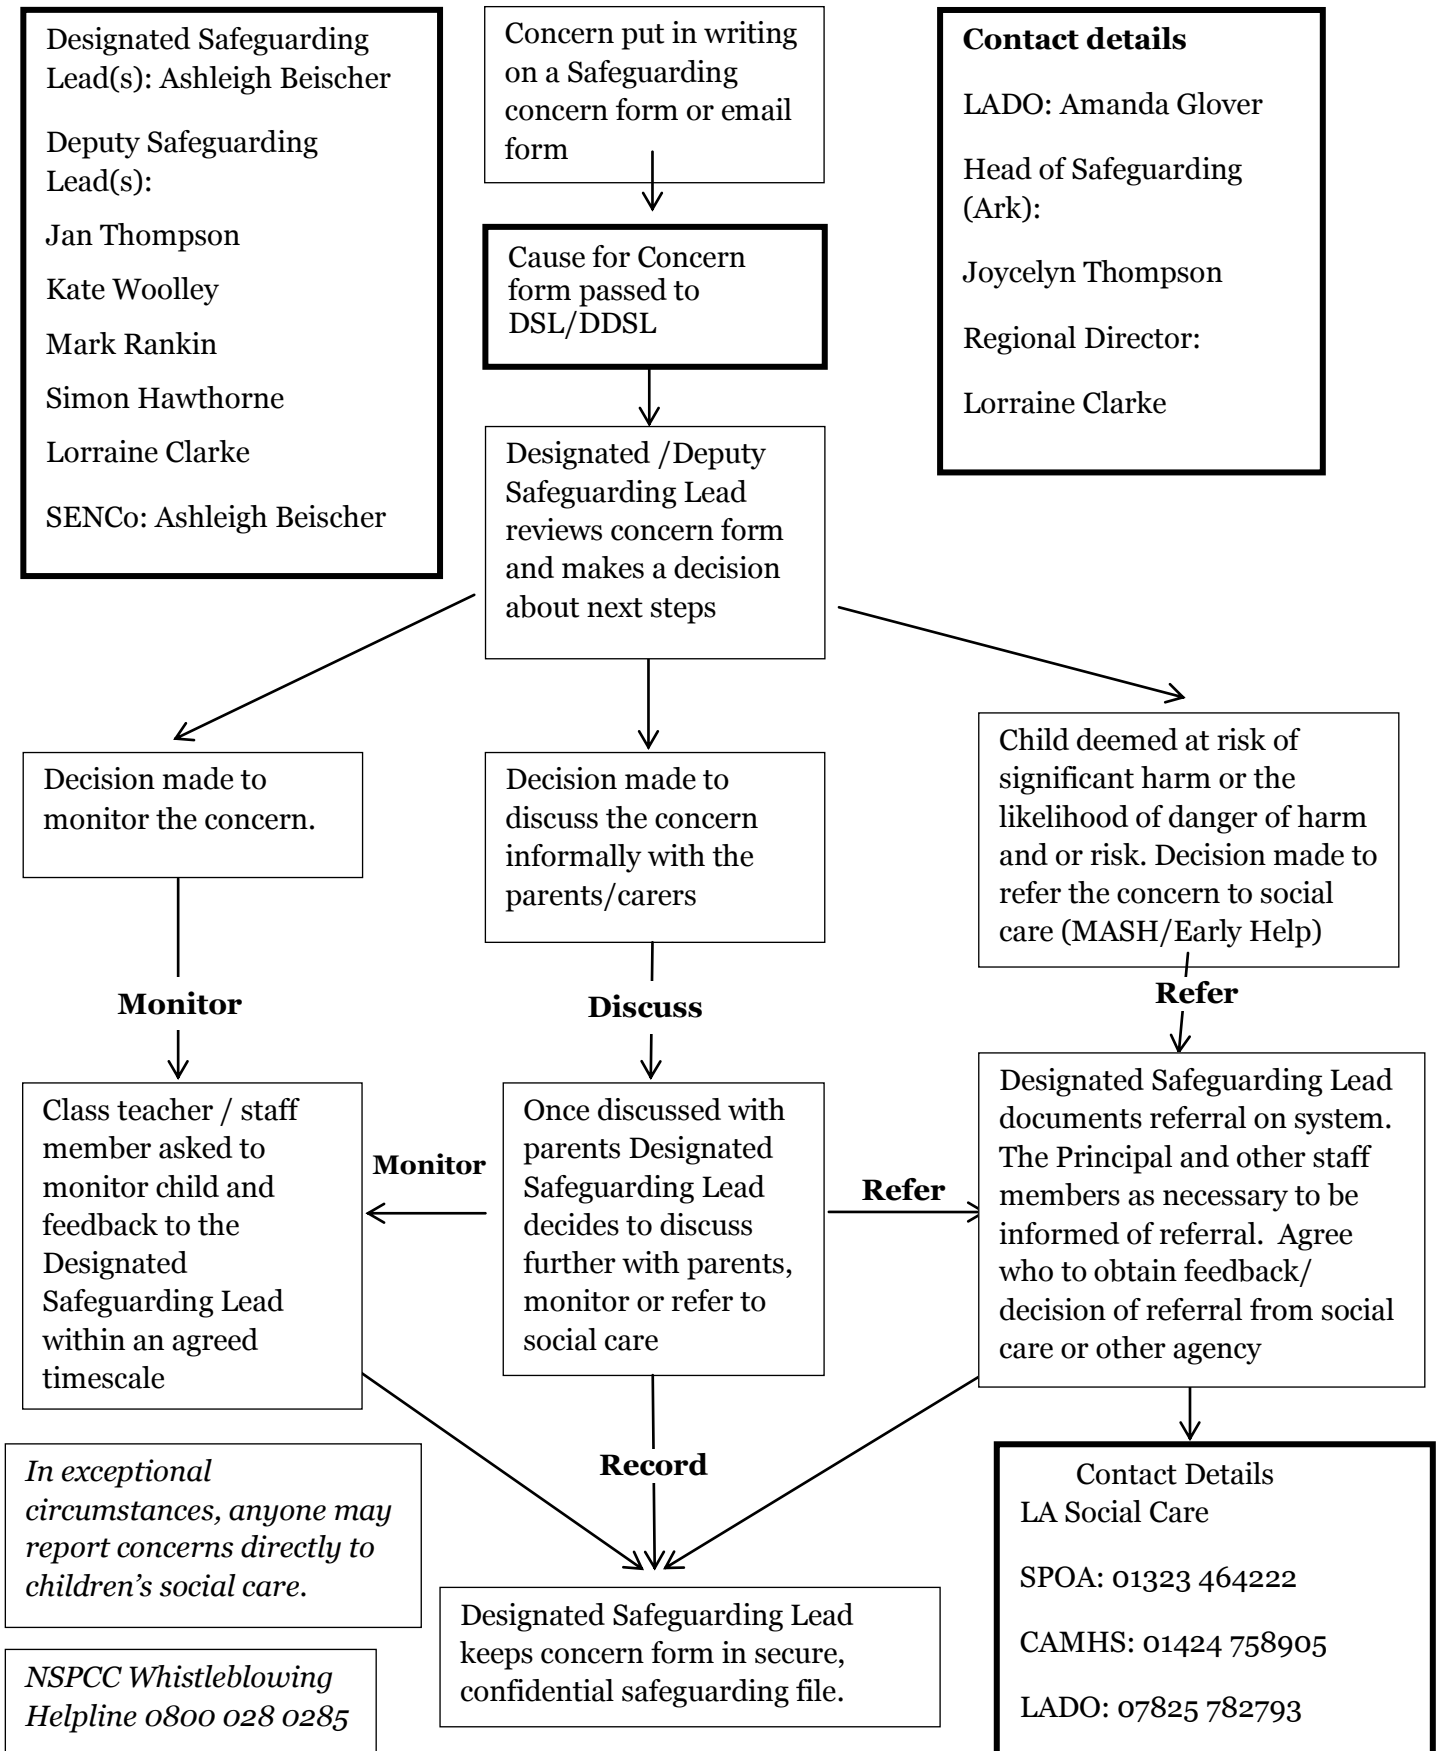 Designated Safeguarding
Lead(s): Ashleigh Beischer
Deputy Safeguarding
Lead(s):
Jan Thompson
Kate Woolley
Mark Rankin
Simon Hawthorne
Lorraine Clarke
SENCo: Ashleigh Beischer
Concern put in writing
on a Safeguarding
concern form or email
form
Contact details
LADO: Amanda Glover
Head of Safeguarding
(Ark):
Joycelyn Thompson
Regional Director:
Lorraine Clarke
Cause for Concern
form passed to
DSL/DDSL
Designated /Deputy
Safeguarding Lead
reviews concern form
and makes a decision
about next steps
Decision made to
monitor the concern.
Decision made to
discuss the concern
informally with the
parents/carers
Child deemed at risk of
significant harm or the
likelihood of danger of harm
and or risk. Decision made to
refer the concern to social
care (MASH/Early Help)
Monitor
Discuss
Refer
Class teacher / staff
member asked to
monitor child and
feedback to the
Designated
Safeguarding Lead
within an agreed
timescale
Monitor
Once discussed with
parents Designated
Safeguarding Lead
decides to discuss
further with parents,
monitor or refer to
social care
Refer
Designated Safeguarding Lead
documents referral on system.
The Principal and other staff
members as necessary to be
informed of referral.  Agree
who to obtain feedback/
decision of referral from social
care or other agency
Record
In exceptional
circumstances, anyone may
report concerns directly to
children’s social care.
NSPCC Whistleblowing
Helpline 0800 028 0285
Designated Safeguarding Lead
keeps concern form in secure,
confidential safeguarding file.
Contact Details
LA Social Care
SPOA: 01323 464222
CAMHS: 01424 758905
LADO: 07825 782793